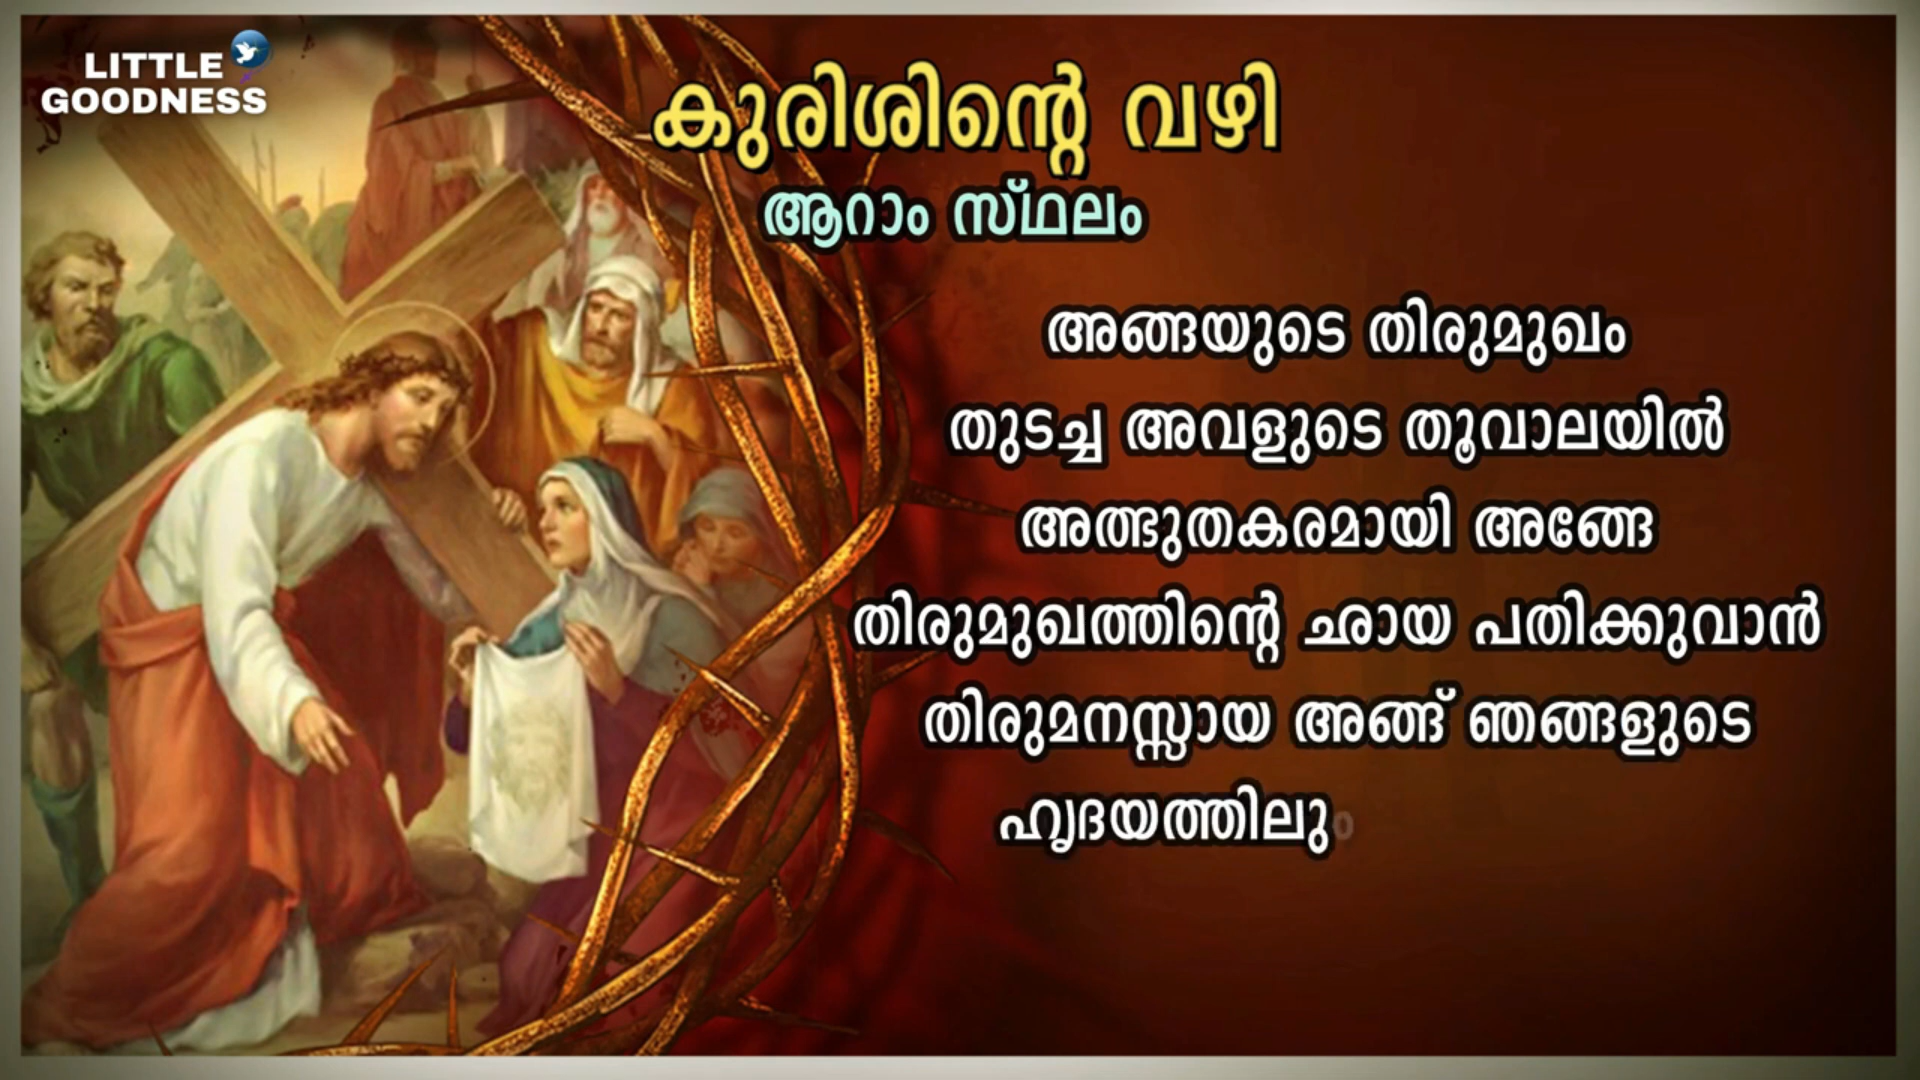 LITTLE
GOODNESS
കുരിശിന്റെ വഴി
ആറാം സ്ഥലം
അങ്ങയുടെ തിരുമുഖം
തുടച്ച അവളുടെ തൂവാലയിൽ
അത്ഭുതകരമായി അങ്ങേ
തിരുമുഖത്തിന്റെ ഛായ പതിക്കുവാൻ
തിരുമനസ്സായ അങ്ങ് ഞങ്ങളുടെ
ഹൃദയത്തിലും